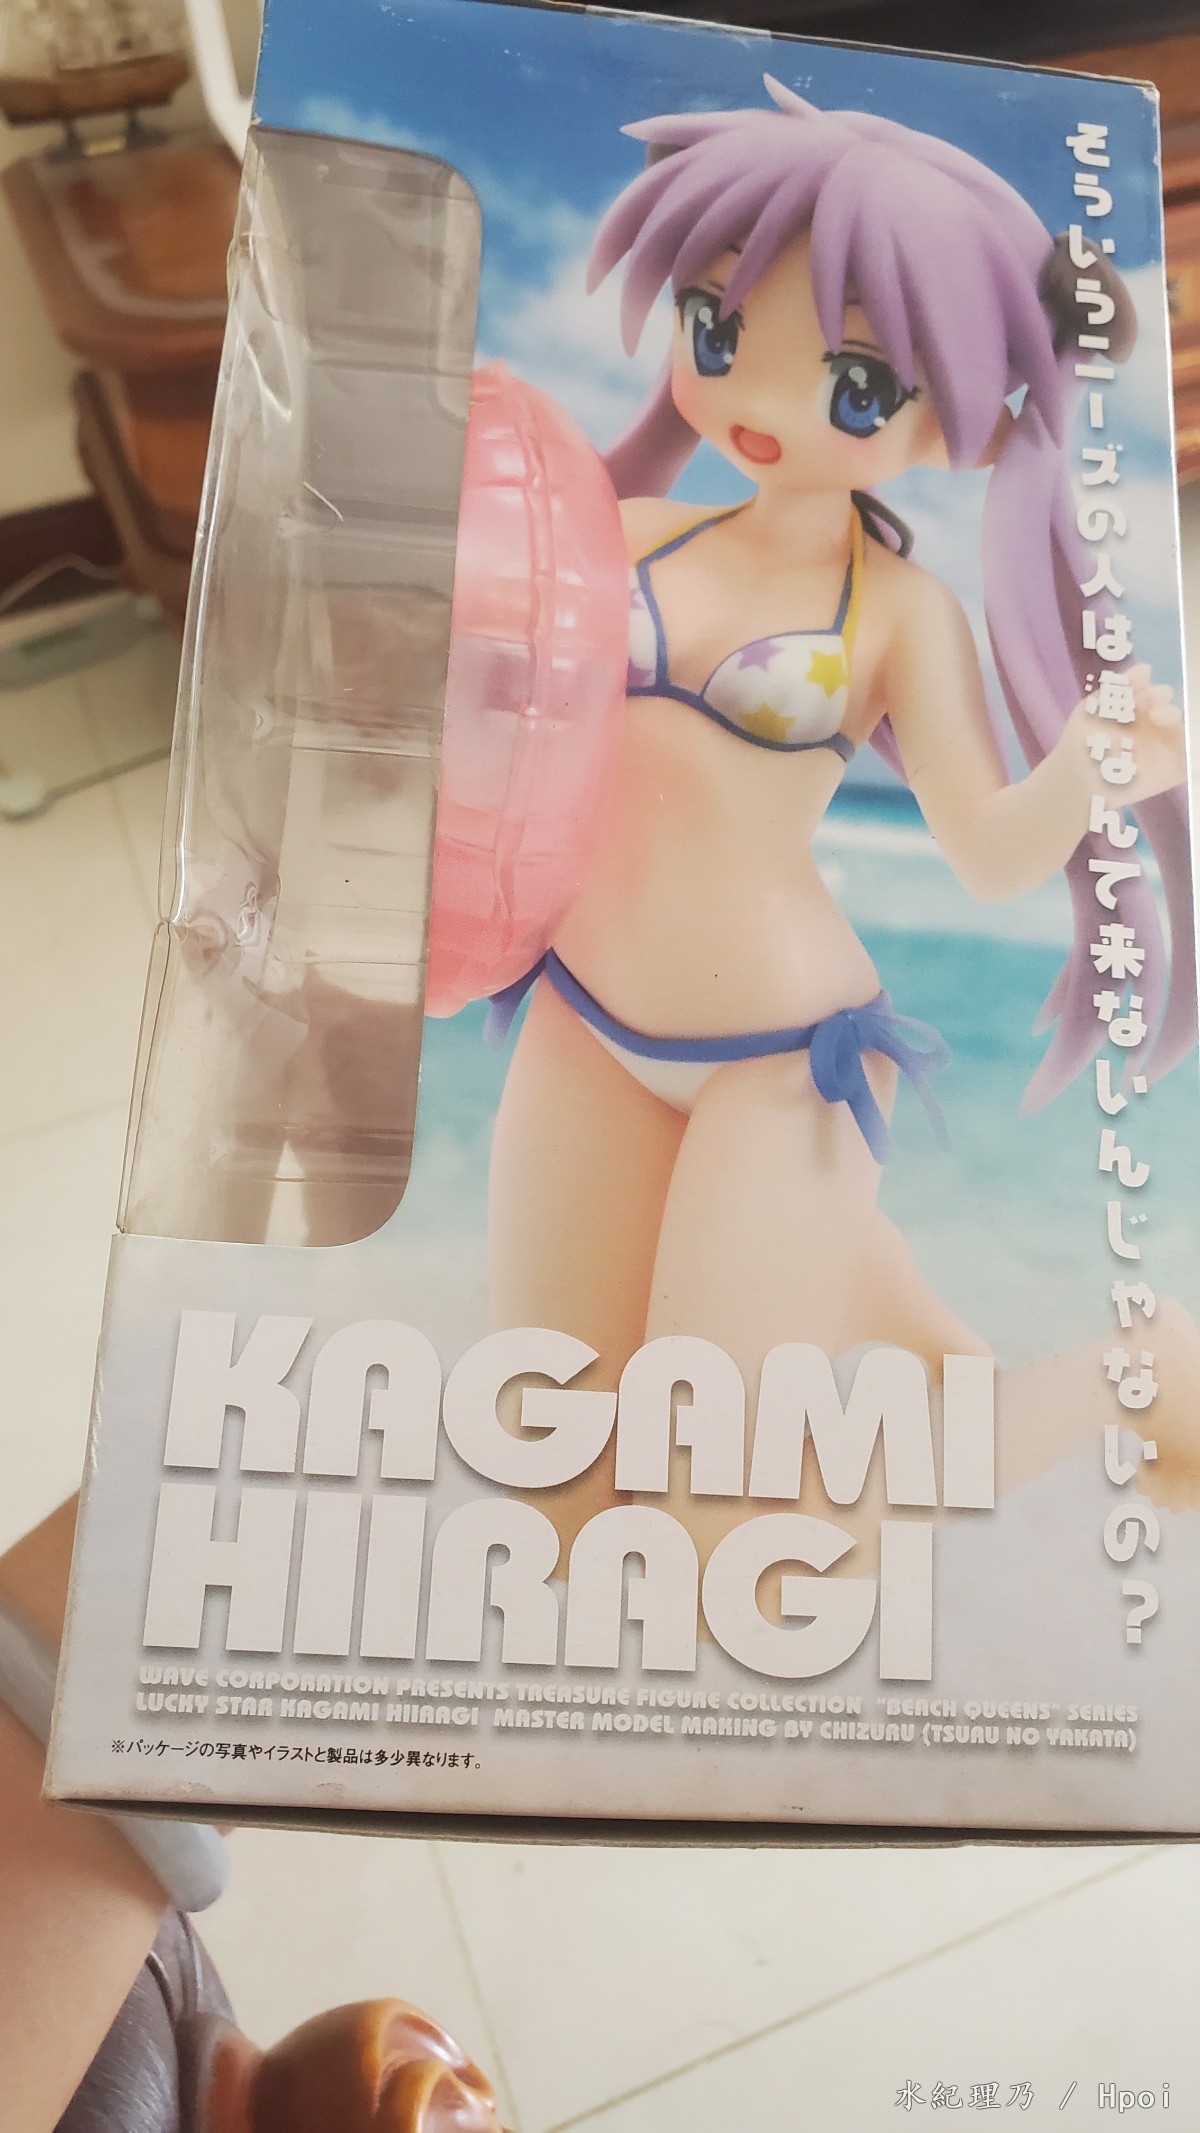 そういうニーズの人は海なんて来ないんじゃないの?
KAGAMI
HIIRAGI
WAVE CORPORATION PRESENTS TREASURE FIGURE COLLECTION "BEACH QUEENS" SERIES
LUCKY STAR KAGAMI HIIRAGI MASTER MODEL MAKING BY CHIZURU (TSURU NO YAKATA)
※パッケージの写真やイラストと製品は多少異なります。
水紀理乃 / Hpoi